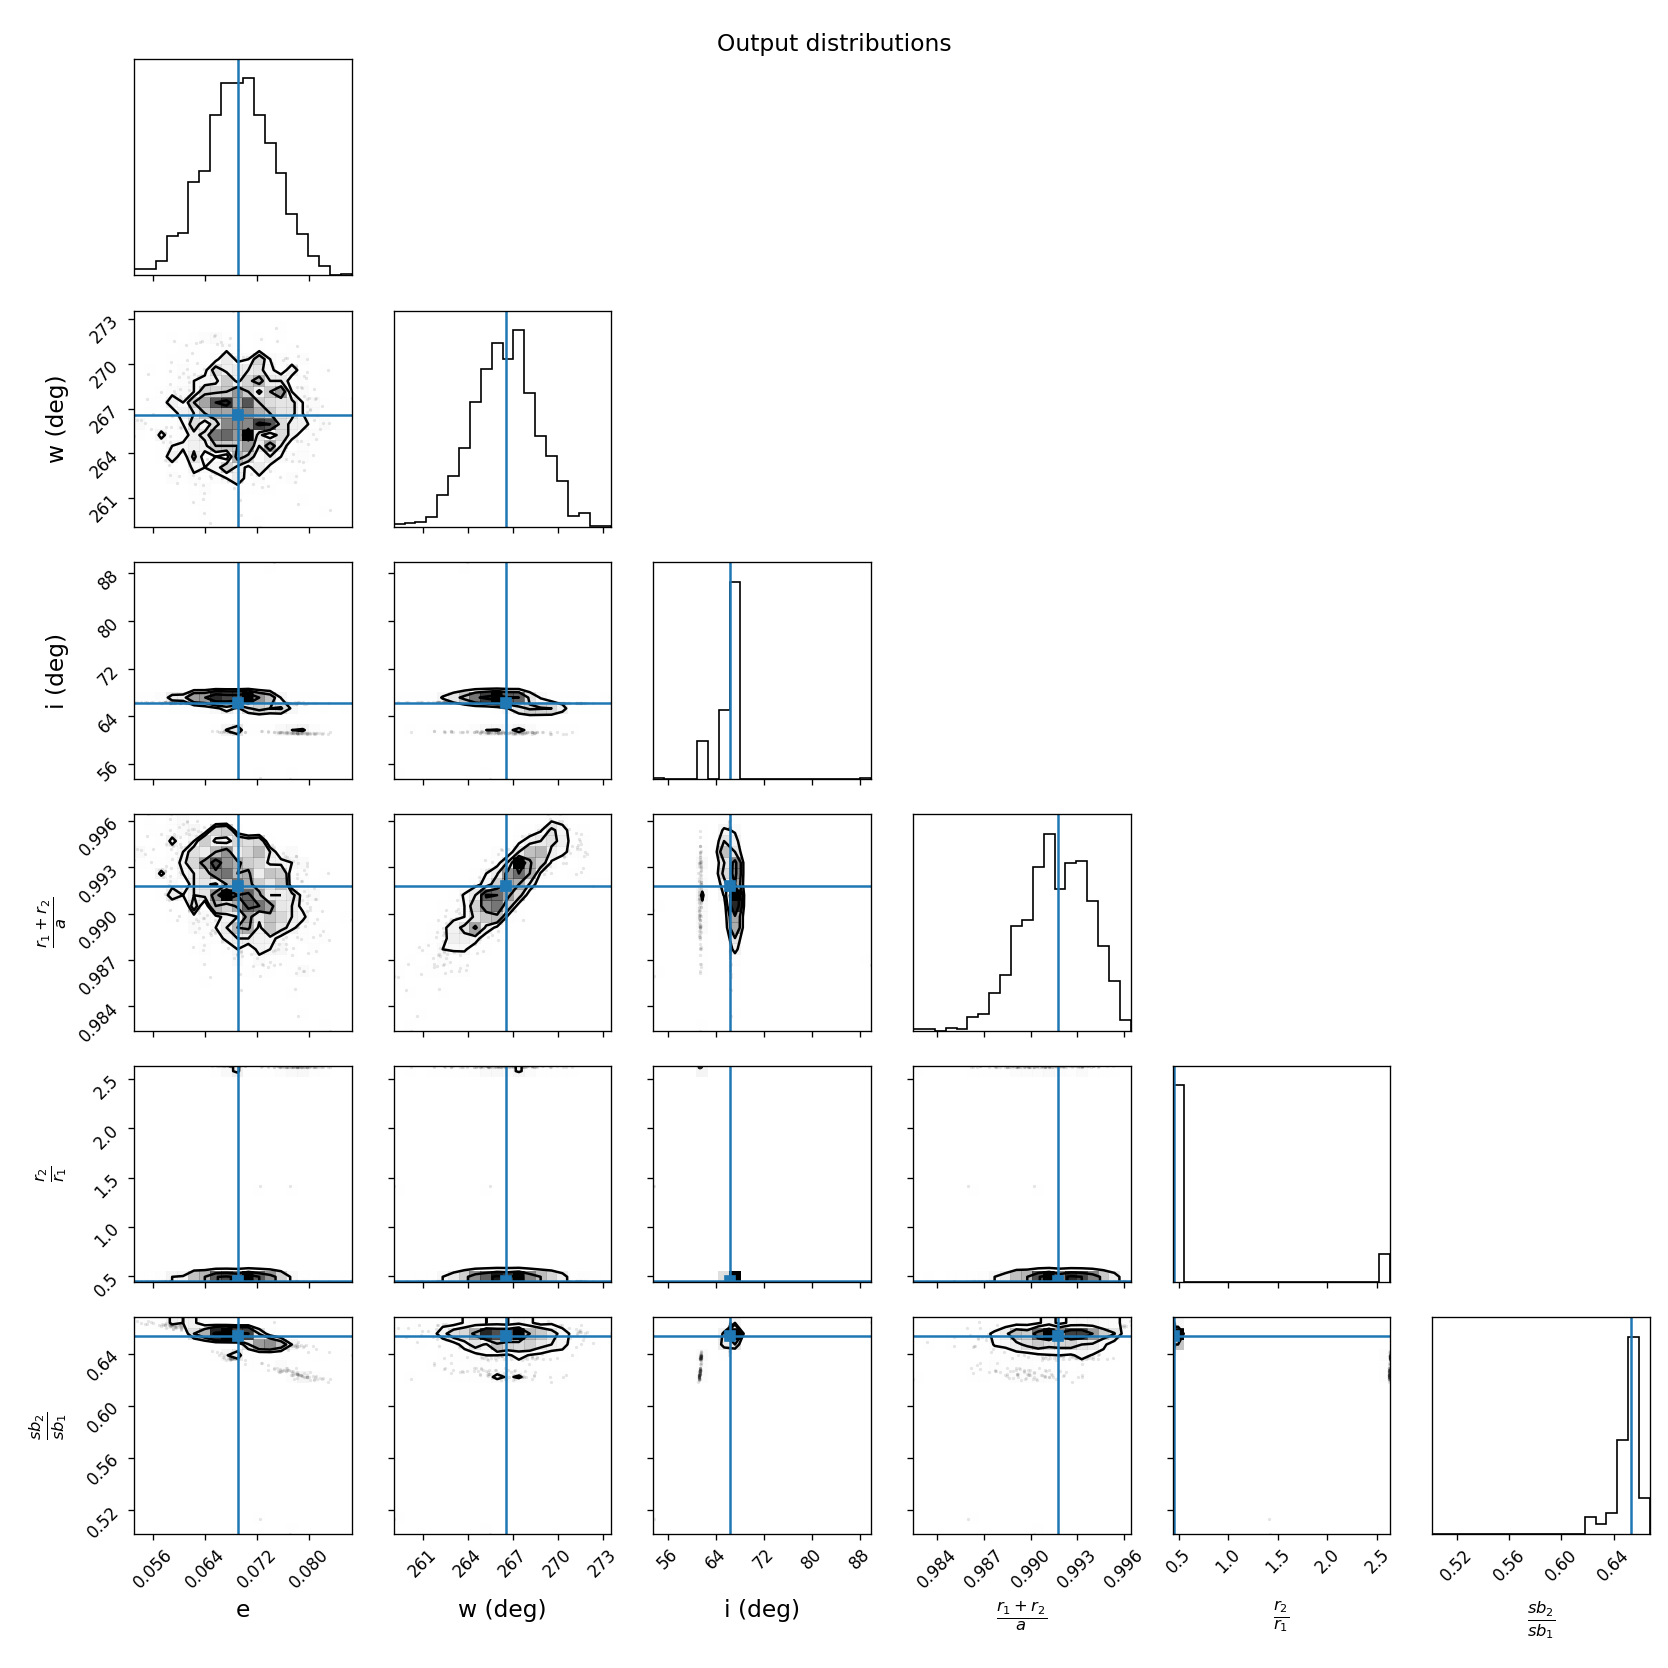 Output distributions
273
270
267
264
261
w (deg)
88
80
72
64
56
i (deg)
0.996
0.993
0.990
0.987
0.984
r₁ + r₂
a
2.5
2.0
1.5
1.0
0.5
r₂
r₁
0.64
0.60
0.56
0.52
sb₂
sb₁
0.056 0.064 0.072 0.080 261 264 267 270 273 56 64 72 80 88 0.984 0.987 0.990 0.993 0.996 0.5 1.0 1.5 2.0 2.5 0.52 0.56 0.60 0.64
e w (deg) i (deg)
r₁ + r₂
a
r₂
r₁
sb₂
sb₁